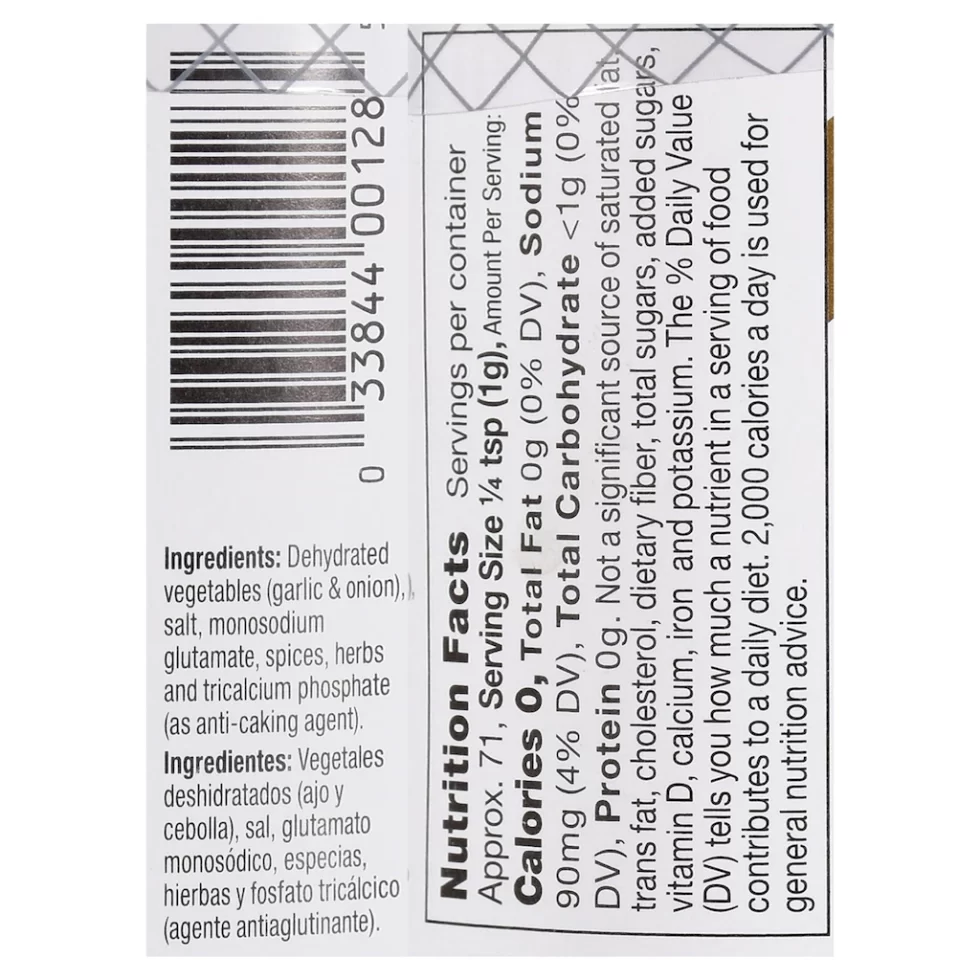 0 33844 00128 5
Ingredients: Dehydrated
vegetables (garlic & onion),
salt, monosodium
glutamate, spices, herbs
and tricalcium phosphate
(as anti-caking agent).
Ingredientes: Vegetales
deshidratados (ajo y
cebolla), sal, glutamato
monosódico, especias,
hierbas y fosfato tricálcico
(agente antiaglutinante).
Nutrition Facts Servings per container
Approx. 71, Serving Size ¼ tsp (1g), Amount Per Serving:
Calories 0, Total Fat 0g (0% DV), Sodium
90mg (4% DV), Total Carbohydrate <1g (0%
DV), Protein 0g. Not a significant source of saturated fat,
trans fat, cholesterol, dietary fiber, total sugars, added sugars,
vitamin D, calcium, iron and potassium. The % Daily Value
(DV) tells you how much a nutrient in a serving of food
contributes to a daily diet. 2,000 calories a day is used for
general nutrition advice.